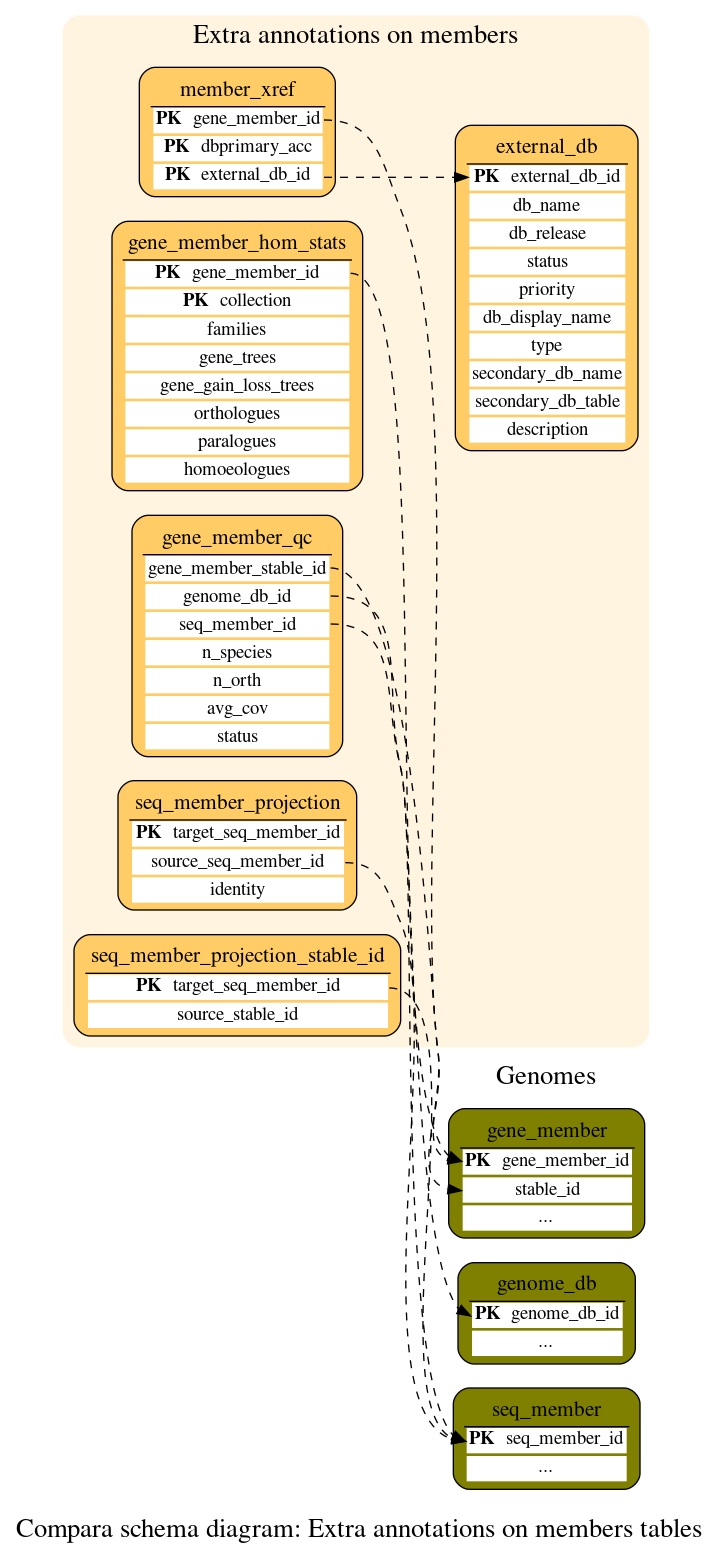 Extra annotations on members
member_xref
PK gene_member_id
PK dbprimary_acc
PK external_db_id
external_db
PK external_db_id
db_name
db_release
status
priority
db_display_name
type
secondary_db_name
secondary_db_table
description
gene_member_hom_stats
PK gene_member_id
PK collection
families
gene_trees
gene_gain_loss_trees
orthologues
paralogues
homoeologues
gene_member_qc
gene_member_stable_id
genome_db_id
seq_member_id
n_species
n_orth
avg_cov
status
seq_member_projection
PK target_seq_member_id
source_seq_member_id
identity
seq_member_projection_stable_id
PK target_seq_member_id
source_stable_id
Genomes
gene_member
PK gene_member_id
stable_id
...
genome_db
PK genome_db_id
...
seq_member
PK seq_member_id
...
Compara schema diagram: Extra annotations on members tables